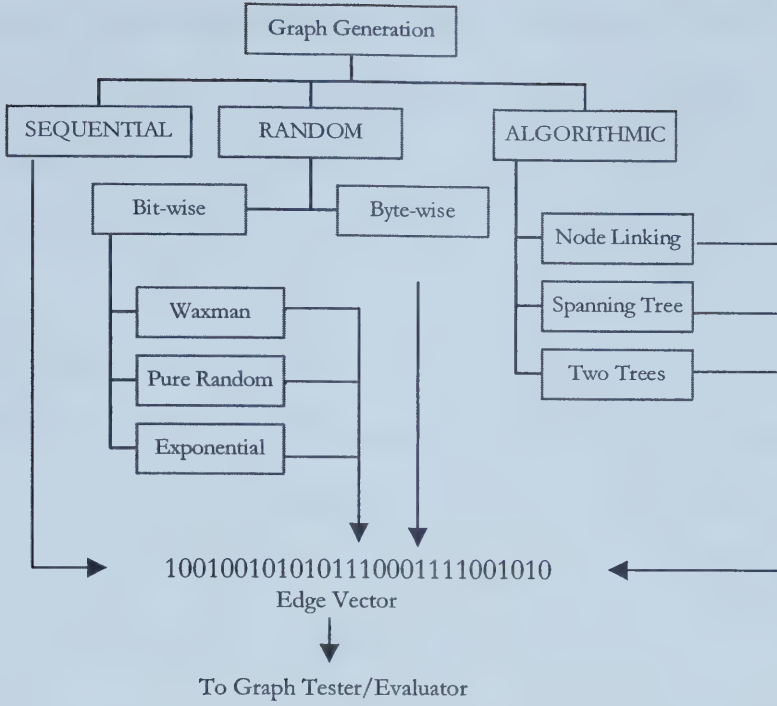 Graph Generation
SEQUENTIAL
RANDOM
ALGORITHMIC
Bit-wise
Byte-wise
Node Linking
Waxman
Spanning Tree
Pure Random
Two Trees
Exponential
1001001010101110001111001010
Edge Vector
To Graph Tester/Evaluator